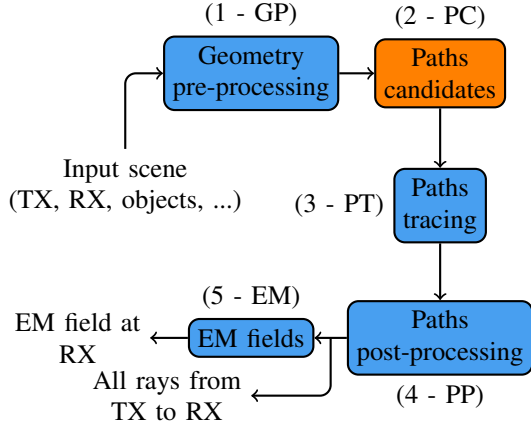 (1 - GP)
Geometry
pre-processing
(2 - PC)
Paths
candidates
Input scene
(TX, RX, objects, ...)
(3 - PT)
Paths
tracing
(5 - EM)
EM fields
EM field at
RX
All rays from
TX to RX
Paths
post-processing
(4 - PP)